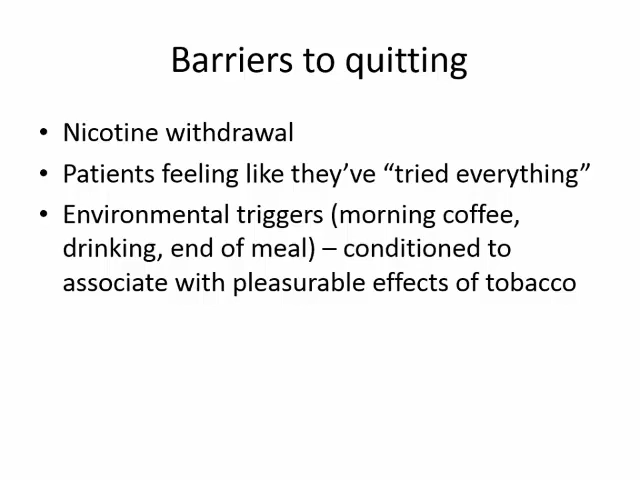 Barriers to quitting
• Nicotine withdrawal
• Patients feeling like they’ve “tried everything”
• Environmental triggers (morning coffee,
drinking, end of meal) – conditioned to
associate with pleasurable effects of tobacco